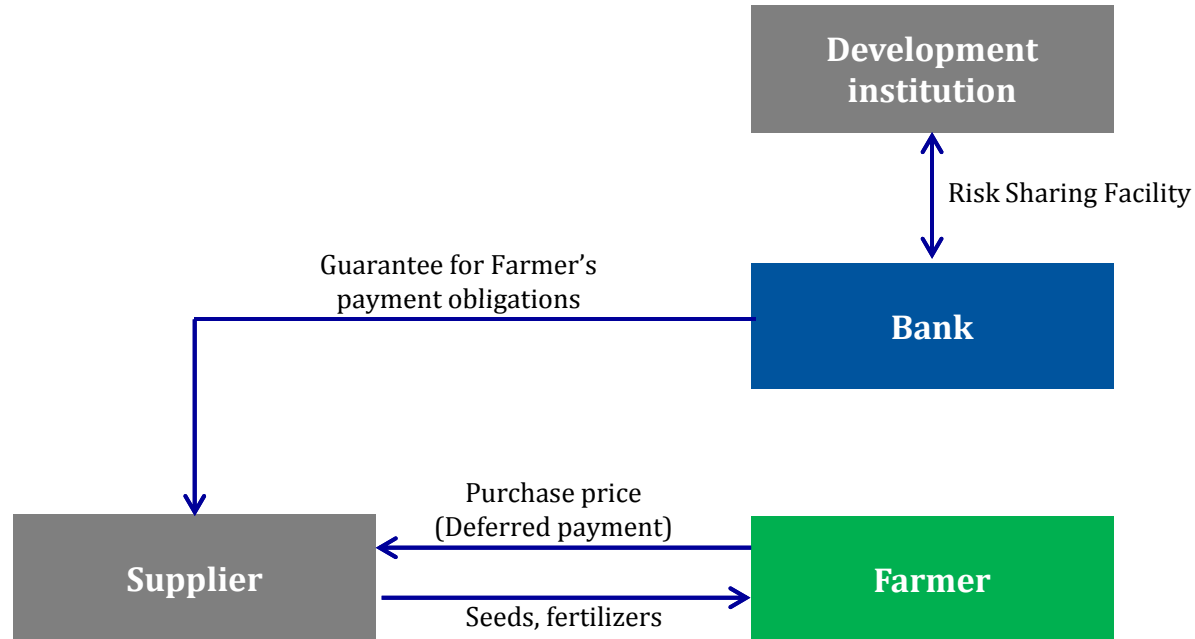 Development
institution
Risk Sharing Facility
Guarantee for Farmer’s
payment obligations
Bank
Purchase price
(Deferred payment)
Supplier
Farmer
Seeds, fertilizers